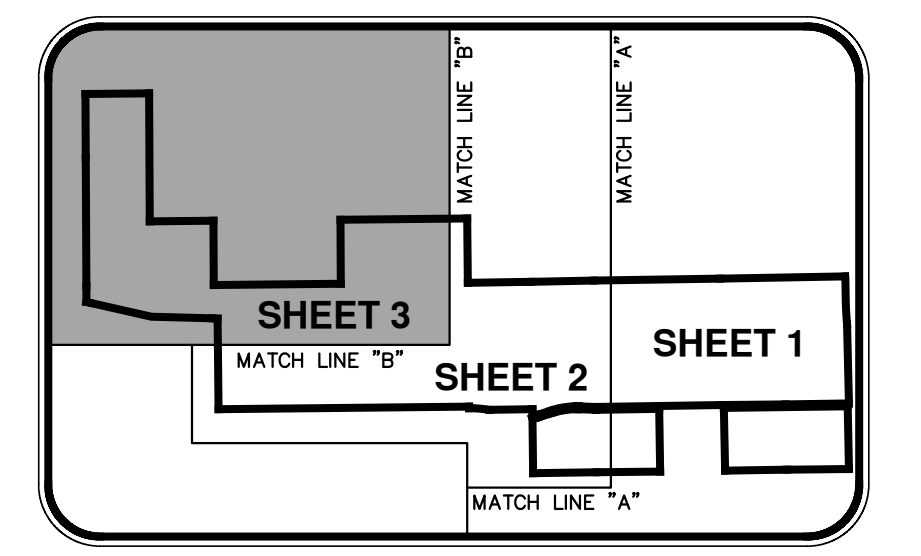 MATCH LINE "B"
MATCH LINE "A"
SHEET 3
SHEET 1
MATCH LINE "B"
SHEET 2
MATCH LINE "A"